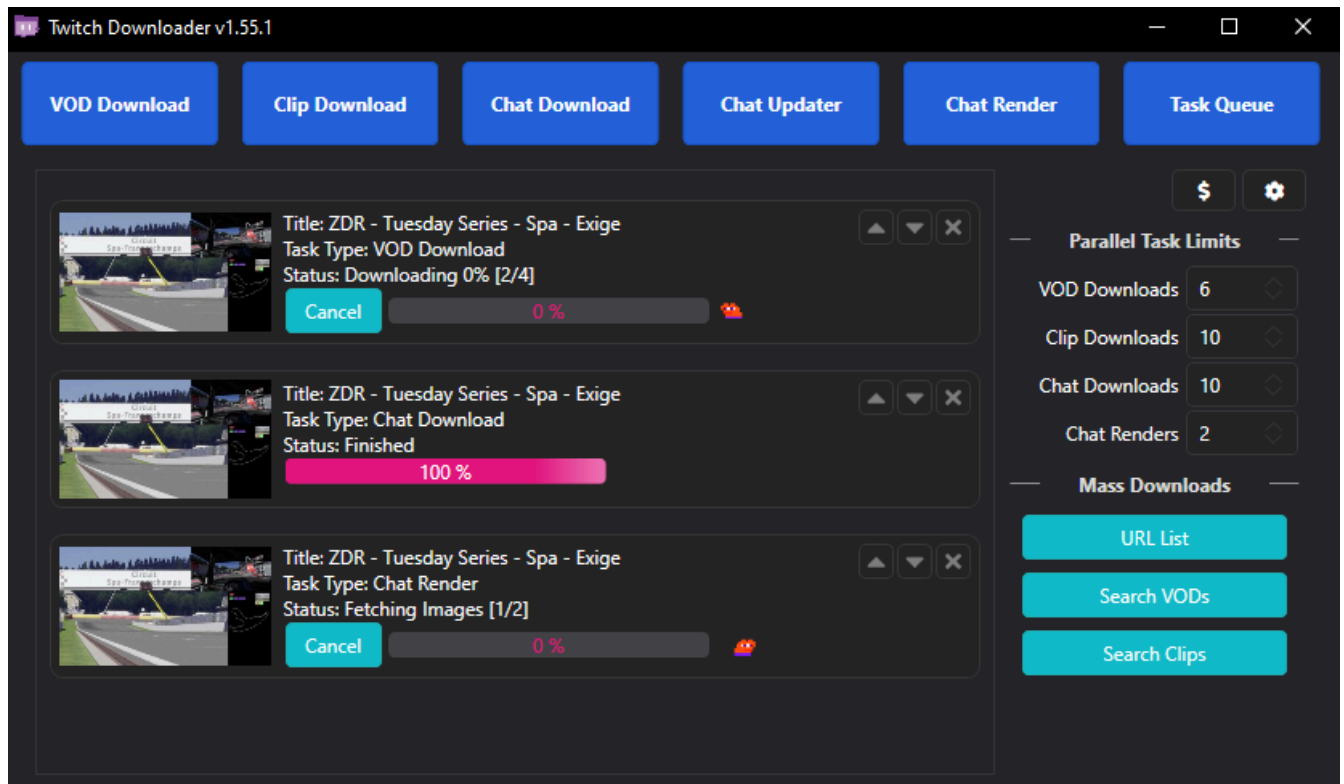 Twitch Downloader v1.55.1
VOD Download
Clip Download
Chat Download
Chat Updater
Chat Render
Task Queue
$
Title: ZDR - Tuesday Series - Spa - Exige
Task Type: VOD Download
Status: Downloading 0% [2/4]
Cancel
0 %
Title: ZDR - Tuesday Series - Spa - Exige
Task Type: Chat Download
Status: Finished
100 %
Title: ZDR - Tuesday Series - Spa - Exige
Task Type: Chat Render
Status: Fetching Images [1/2]
Cancel
0 %
Parallel Task Limits
VOD Downloads 6
Clip Downloads 10
Chat Downloads 10
Chat Renders 2
Mass Downloads
URL List
Search VODs
Search Clips